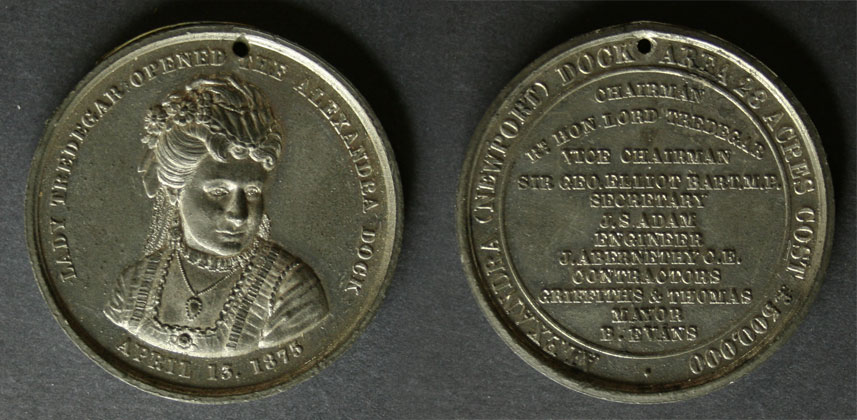 LADY TREDEGAR OPENED THE ALEXANDRA DOCK
APRIL 13. 1875
ALEXANDRA (NEWPORT) DOCK AREA 28 ACRES COST £500,000
CHAIRMAN
RT HON LORD TREDEGAR
VICE CHAIRMAN
SIR GEO. ELLIOT BART, M.P.
SECRETARY
J.S. ADAM
ENGINEER
J. ABERNETHY C.E.
CONTRACTORS
GRIFFITHS & THOMAS
MAYOR
B. EVANS